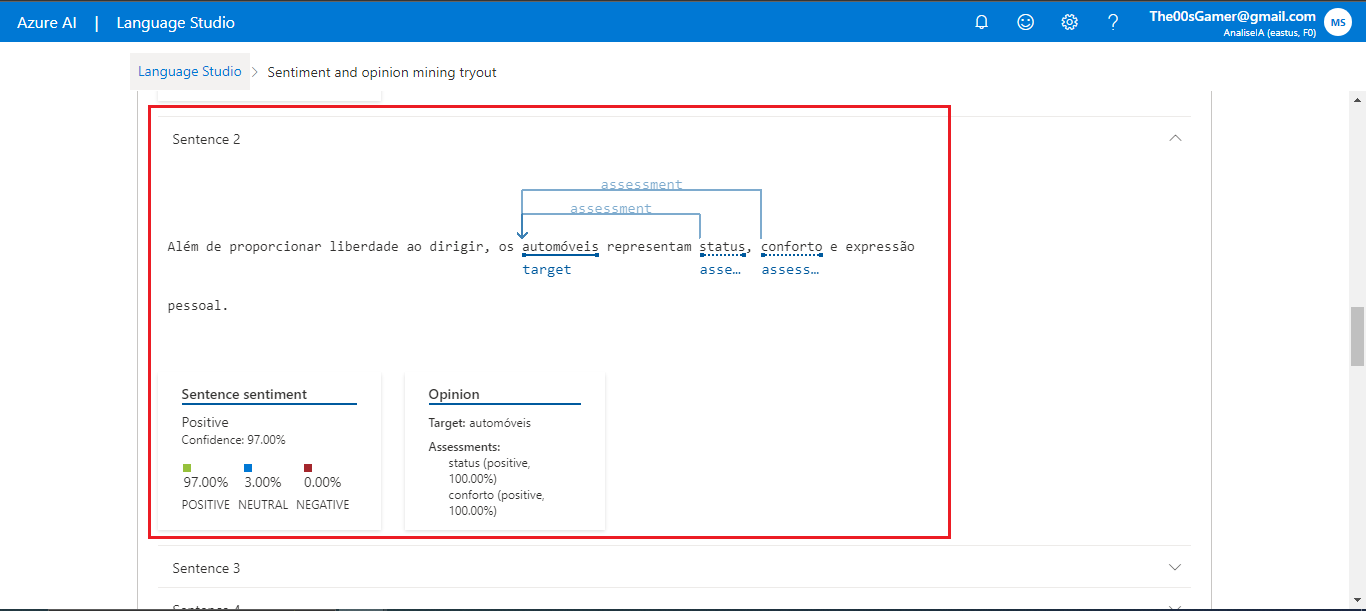 Azure AI | Language Studio
The00sGamer@gmail.com
AnaliseIA (eastus, F0)
MS
Language Studio > Sentiment and opinion mining tryout
Sentence 2
assessment
assessment
Além de proporcionar liberdade ao dirigir, os automóveis representam status, conforto e expressão
target asse... assess...
pessoal.
Sentence sentiment
Positive
Confidence: 97.00%
97.00% 3.00% 0.00%
POSITIVE NEUTRAL NEGATIVE
Opinion
Target: automóveis
Assessments:
status (positive,
100.00%)
conforto (positive,
100.00%)
Sentence 3
Sentence 4